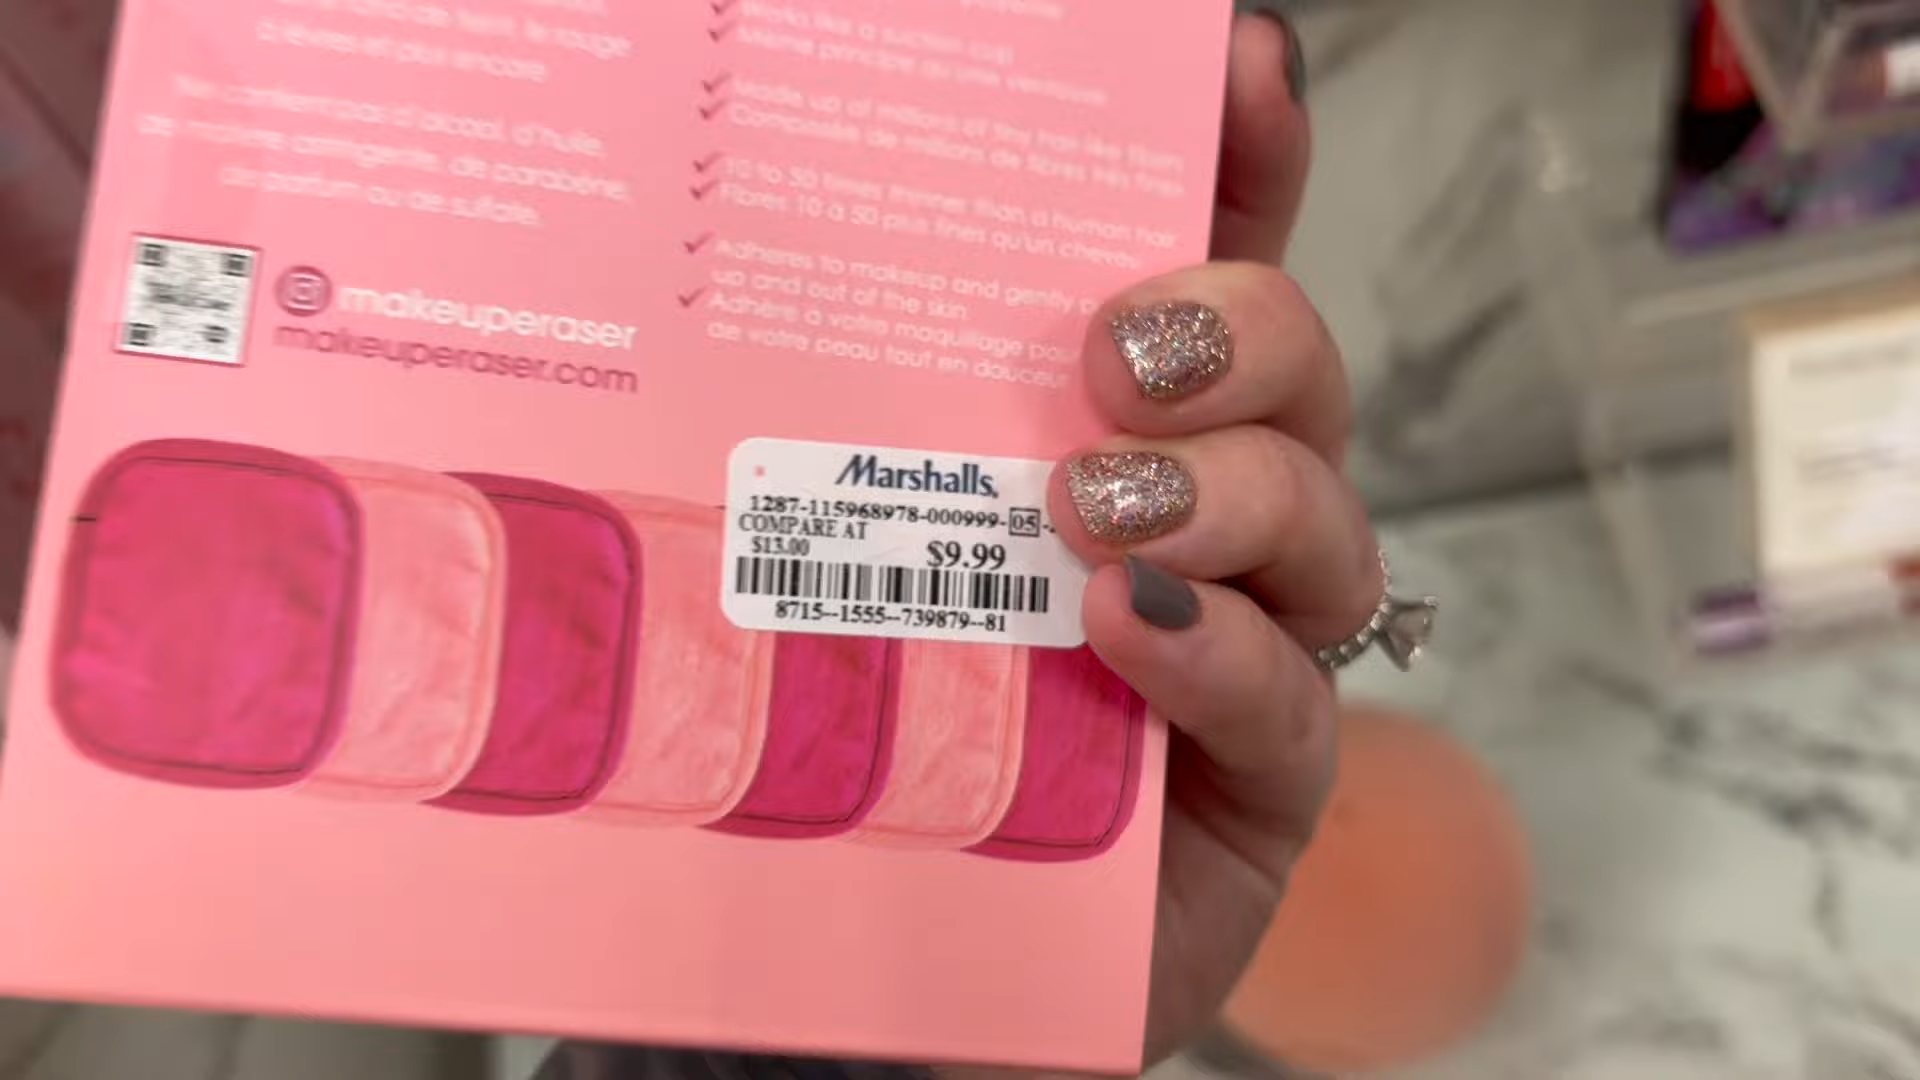 de teint, le rouge
à lèvres et plus encore
Ne contient pas d'alcool, d'huile,
de matière astringente, de parabène,
de parfum ou de sulfate.
makeuperaser
makeuperaser.com
Works like a suction cup
Même principe qu'une ventouse
Made up of millions of tiny hair-like fibers
Composée de millions de fibres très fines
10 to 50 times thinner than a human hair
Fibres 10 à 50 plus fines qu'un cheveu
Adheres to makeup and gently
up and out of the skin
Adhère à votre maquillage
de votre peau tout en douceur
Marshalls.
1287-115968978-000999-05-
COMPARE AT
$13.00
$9.99
8715--1555--739879--81